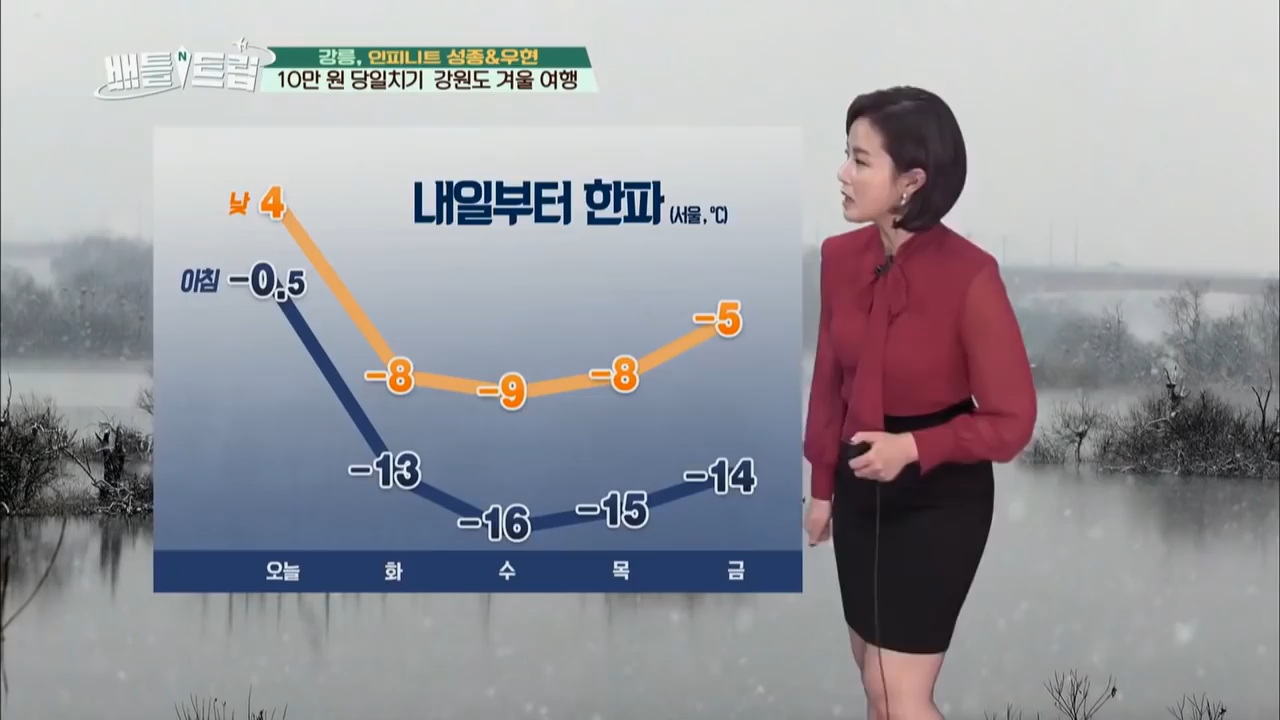 배틀트립
N
강릉, 인피니트 성종&우현
10만 원 당일치기 강원도 겨울 여행
내일부터 한파 (서울, ℃)
낮 4
아침 -0.5
-8 -9 -8 -5
-13 -16 -15 -14
오늘 화 수 목 금